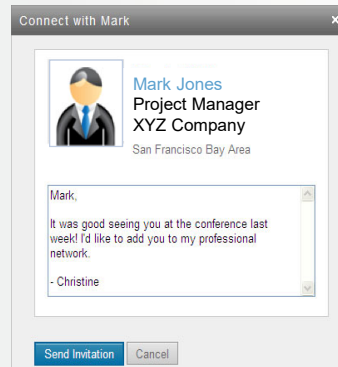 Connect with Mark
×
Mark Jones
Project Manager
XYZ Company
San Francisco Bay Area
Mark,
It was good seeing you at the conference last
week! I'd like to add you to my professional
network.
- Christine
Send Invitation
Cancel